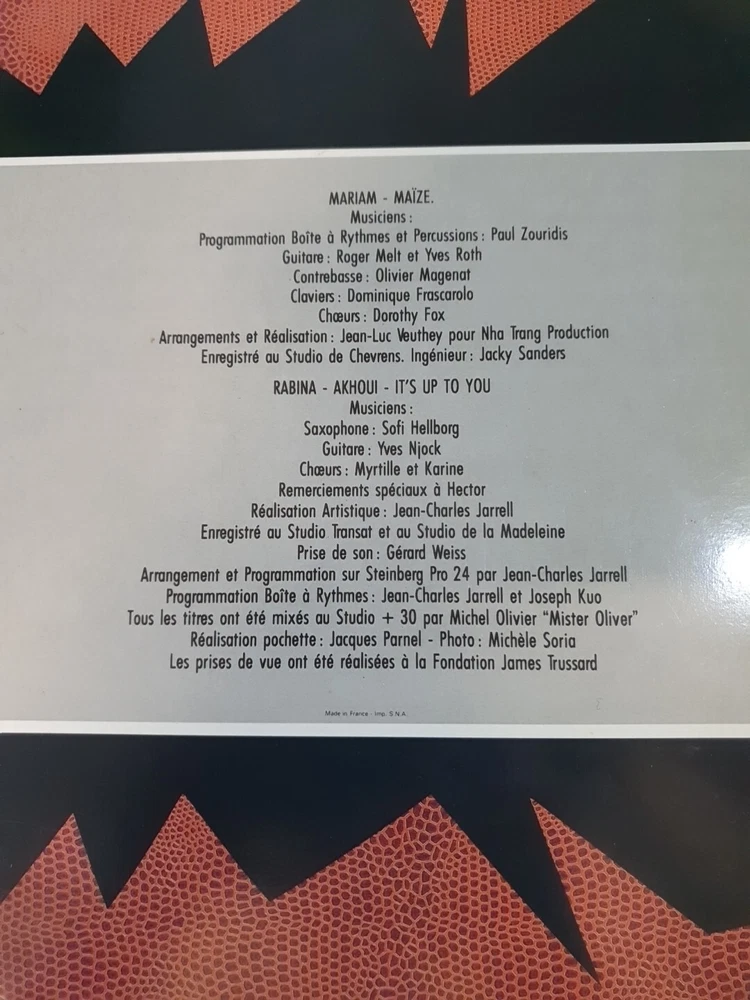 MARIAM - MAÏZE.
Musiciens :
Programmation Boîte à Rythmes et Percussions : Paul Zouridis
Guitare : Roger Melt et Yves Roth
Contrebasse : Olivier Magenat
Claviers : Dominique Frascarolo
Chœurs : Dorothy Fox
Arrangements et Réalisation : Jean-Luc Veuthey pour Nha Trang Production
Enregistré au Studio de Chevrens. Ingénieur : Jacky Sanders
RABINA - AKHOUI - IT'S UP TO YOU
Musiciens :
Saxophone : Sofi Hellborg
Guitare : Yves Njock
Chœurs : Myrtille et Karine
Remerciements spéciaux à Hector
Réalisation Artistique : Jean-Charles Jarrell
Enregistré au Studio Transat et au Studio de la Madeleine
Prise de son : Gérard Weiss
Arrangement et Programmation sur Steinberg Pro 24 par Jean-Charles Jarrell
Programmation Boîte à Rythmes : Jean-Charles Jarrell et Joseph Kuo
Tous les titres ont été mixés au Studio + 30 par Michel Olivier "Mister Oliver"
Réalisation pochette : Jacques Parnel - Photo : Michèle Soria
Les prises de vue ont été réalisées à la Fondation James Trussard
Made in France - Imp. S.N.A.